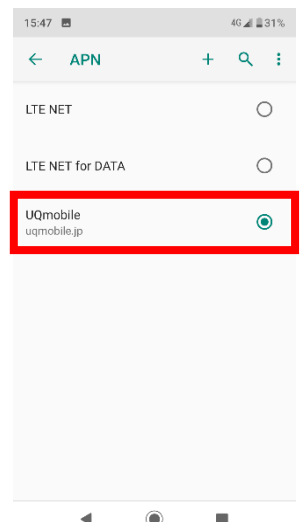 15:47 4G 31%
APN
LTE NET
LTE NET for DATA
UQmobile
uqmobile.jp